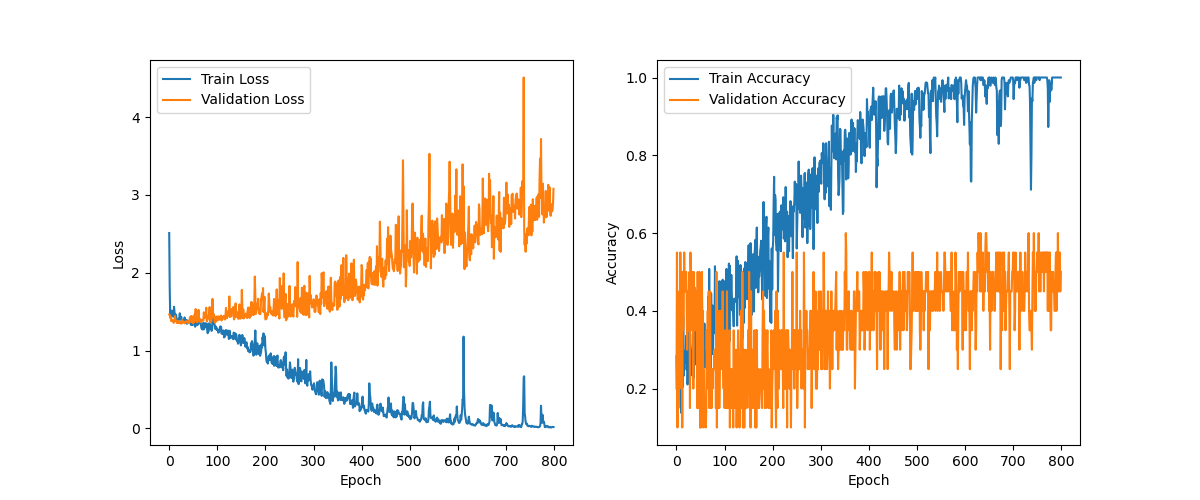 Train Loss
Validation Loss
4
3
2
1
0
Loss
0 100 200 300 400 500 600 700 800
Epoch
Train Accuracy
Validation Accuracy
1.0
0.8
0.6
0.4
0.2
Accuracy
0 100 200 300 400 500 600 700 800
Epoch